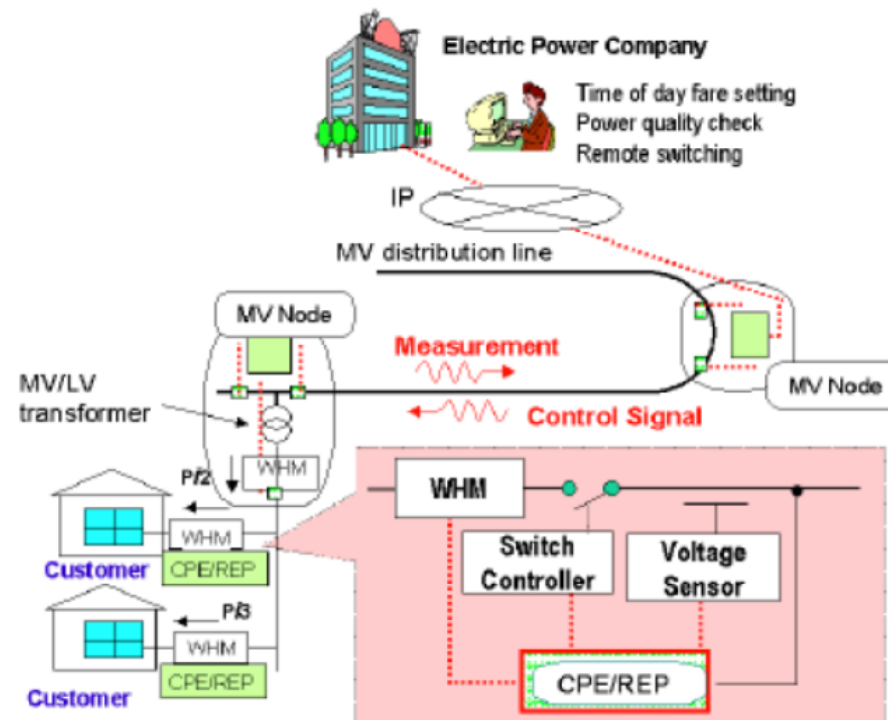 Electric Power Company
Time of day fare setting
Power quality check
Remote switching
IP
MV distribution line
MV Node
Measurement
MV/LV
transformer
MV Node
Control Signal
WHM
WHM
Switch
Controller
Voltage
Sensor
WHM
Customer
CPE/REP
WHM
CPE/REP
CPE/REP
Customer